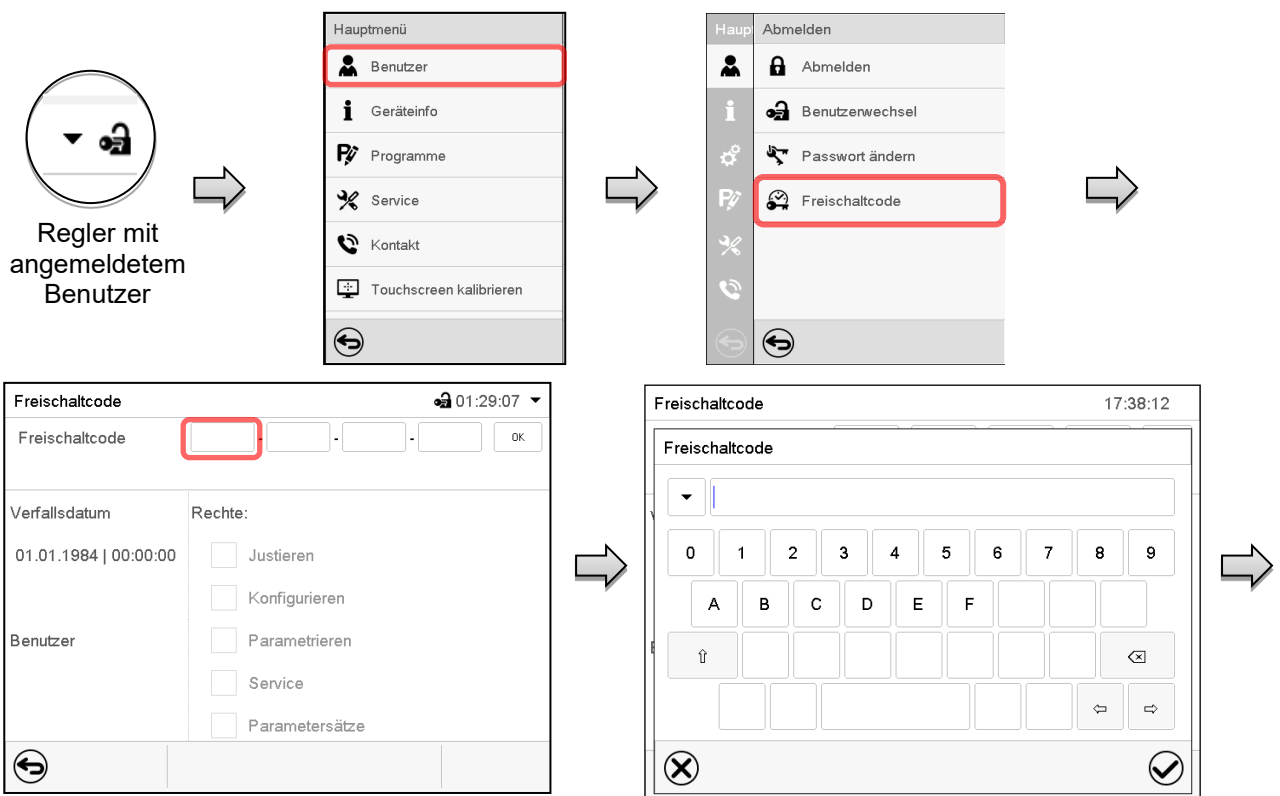 Regler mit
angemeldetem
Benutzer
Hauptmenü
Benutzer
Geräteinfo
Programme
Service
Kontakt
Touchscreen kalibrieren
Haup
Abmelden
Abmelden
Benutzerwechsel
Passwort ändern
Freischaltcode
Freischaltcode 01:29:07
Freischaltcode - - - OK
Verfallsdatum Rechte:
01.01.1984 | 00:00:00 Justieren
Konfigurieren
Benutzer Parametrieren
Service
Parametersätze
Freischaltcode 17:38:12
Freischaltcode
0 1 2 3 4 5 6 7 8 9
A B C D E F